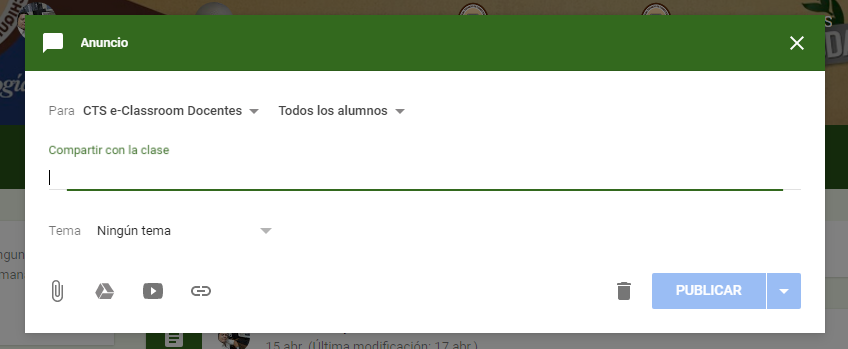 Anuncio
Para CTS e-Classroom Docentes Todos los alumnos
Compartir con la clase
Tema Ningún tema
PUBLICAR
15 abr. (Última modificación: 17 abr.)